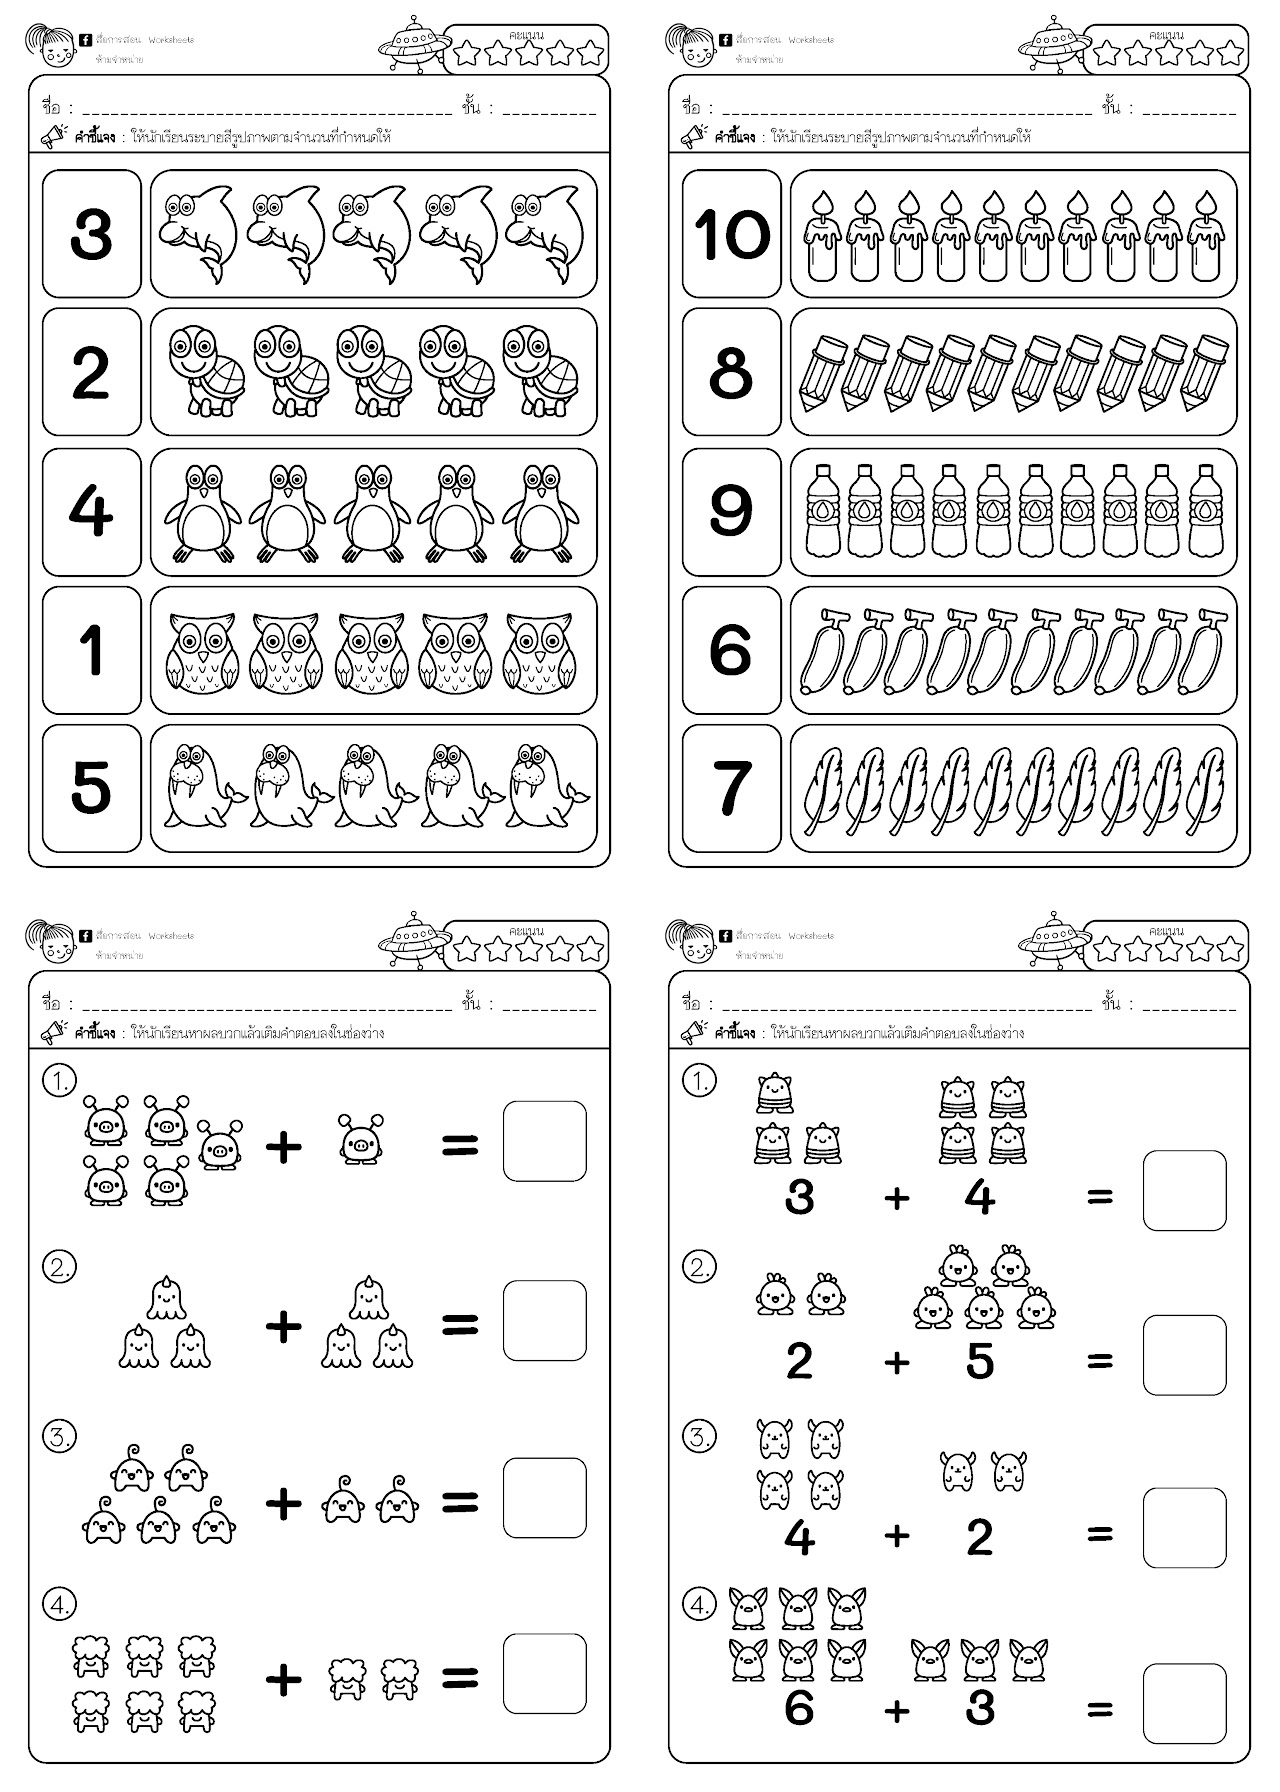 สื่อการสอน Worksheets
ห้ามจำหน่าย
คะแนน
ชื่อ : ชั้น :
คำชี้แจง : ให้นักเรียนระบายสีรูปภาพตามจำนวนที่กำหนดให้
3
2
4
1
5
สื่อการสอน Worksheets
ห้ามจำหน่าย
คะแนน
ชื่อ : ชั้น :
คำชี้แจง : ให้นักเรียนระบายสีรูปภาพตามจำนวนที่กำหนดให้
10
8
9
6
7
สื่อการสอน Worksheets
ห้ามจำหน่าย
คะแนน
ชื่อ : ชั้น :
คำชี้แจง : ให้นักเรียนหาผลบวกแล้วเติมคำตอบลงในช่องว่าง
1.
+ =
2.
+ =
3.
+ =
4.
+ =
สื่อการสอน Worksheets
ห้ามจำหน่าย
คะแนน
ชื่อ : ชั้น :
คำชี้แจง : ให้นักเรียนหาผลบวกแล้วเติมคำตอบลงในช่องว่าง
1.
3 + 4 =
2.
2 + 5 =
3.
4 + 2 =
4.
6 + 3 =